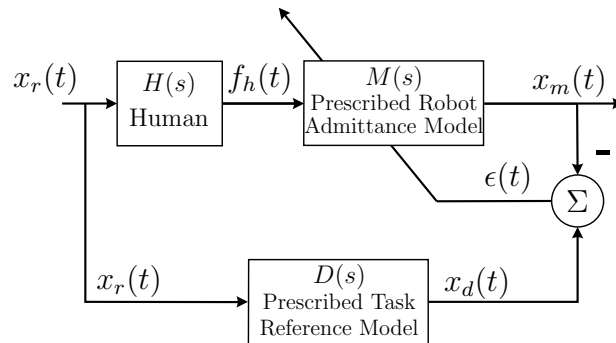 x_r(t)
H(s)
Human
f_h(t)
M(s)
Prescribed Robot
Admittance Model
x_m(t)
-
ϵ(t)
Σ
x_r(t)
D(s)
Prescribed Task
Reference Model
x_d(t)